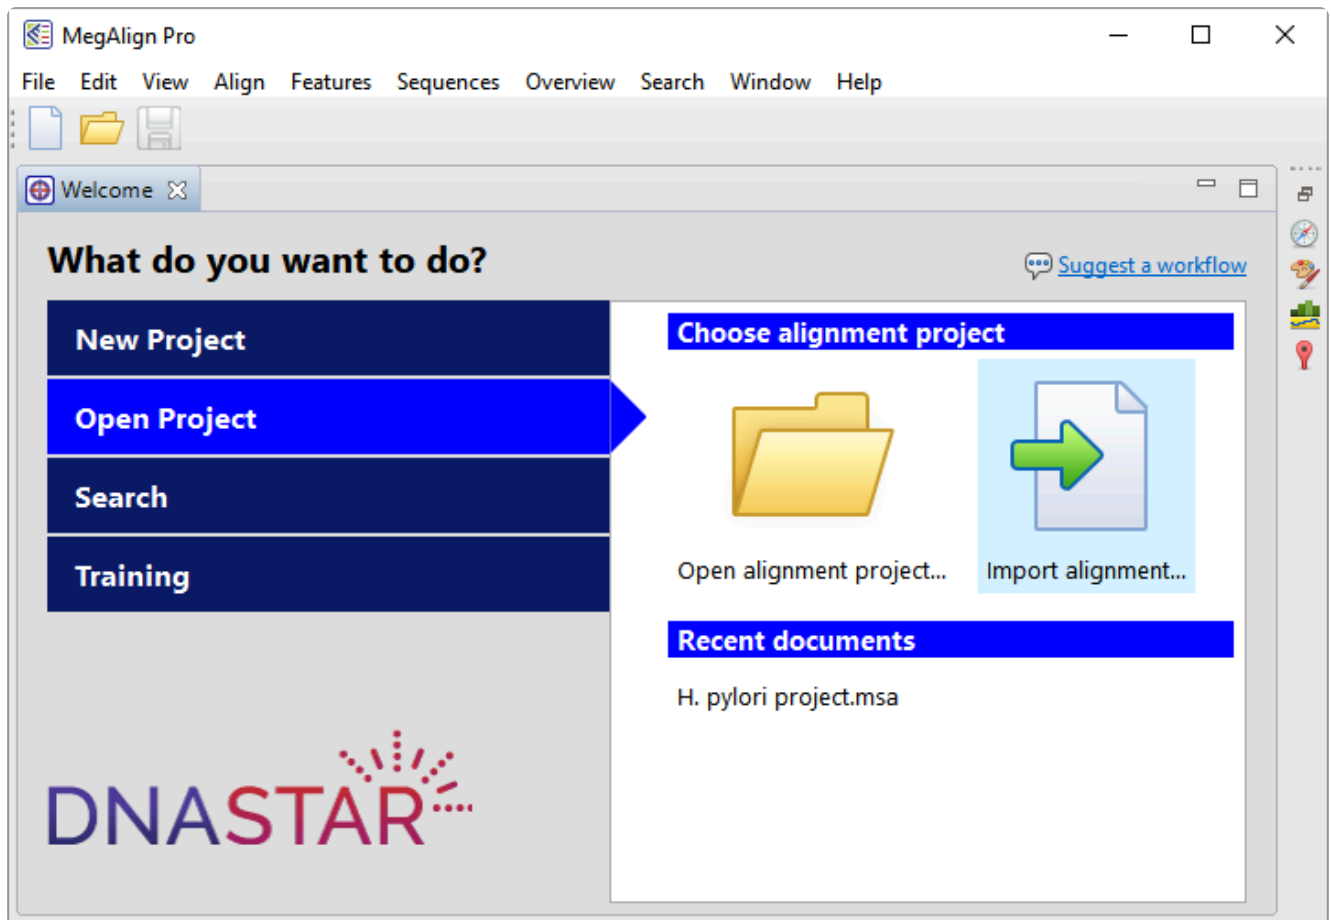 MegAlign Pro
File Edit View Align Features Sequences Overview Search Window Help
Welcome
What do you want to do?
Suggest a workflow
New Project
Open Project
Search
Training
Choose alignment project
Open alignment project... Import alignment...
Recent documents
H. pylori project.msa
DNASTAR